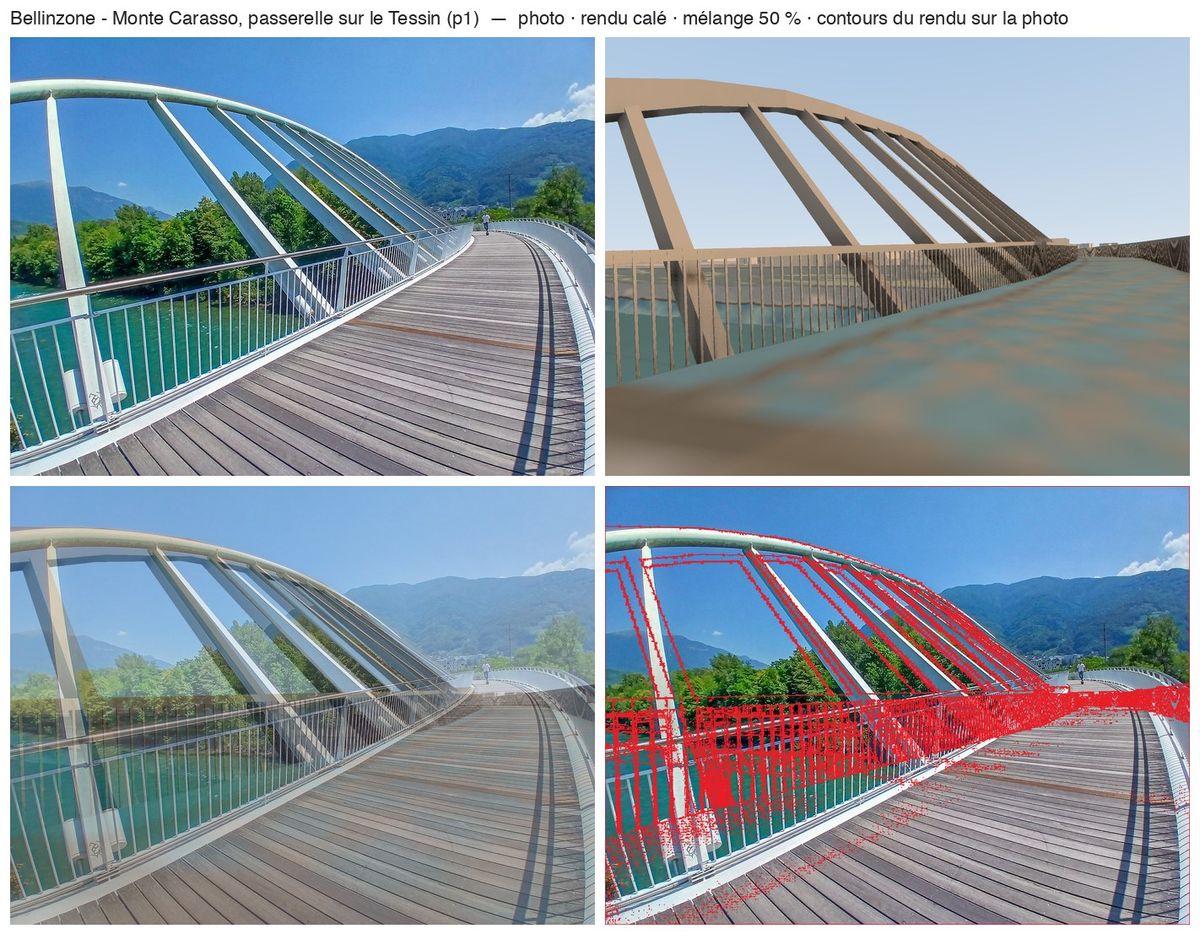 Bellinzone - Monte Carasso, passerelle sur le Tessin (p1) — photo · rendu calé · mélange 50 % · contours du rendu sur la photo